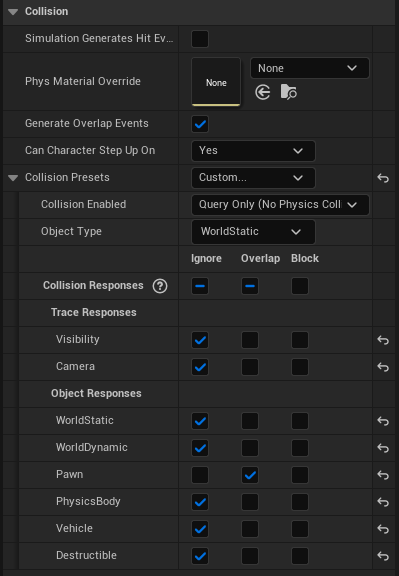 Collision
Simulation Generates Hit Ev...
Phys Material Override
None
None
Generate Overlap Events
Can Character Step Up On
Yes
Collision Presets
Custom...
Collision Enabled
Query Only (No Physics Coll
Object Type
WorldStatic
Ignore Overlap Block
Collision Responses ?
Trace Responses
Visibility
Camera
Object Responses
WorldStatic
WorldDynamic
Pawn
PhysicsBody
Vehicle
Destructible